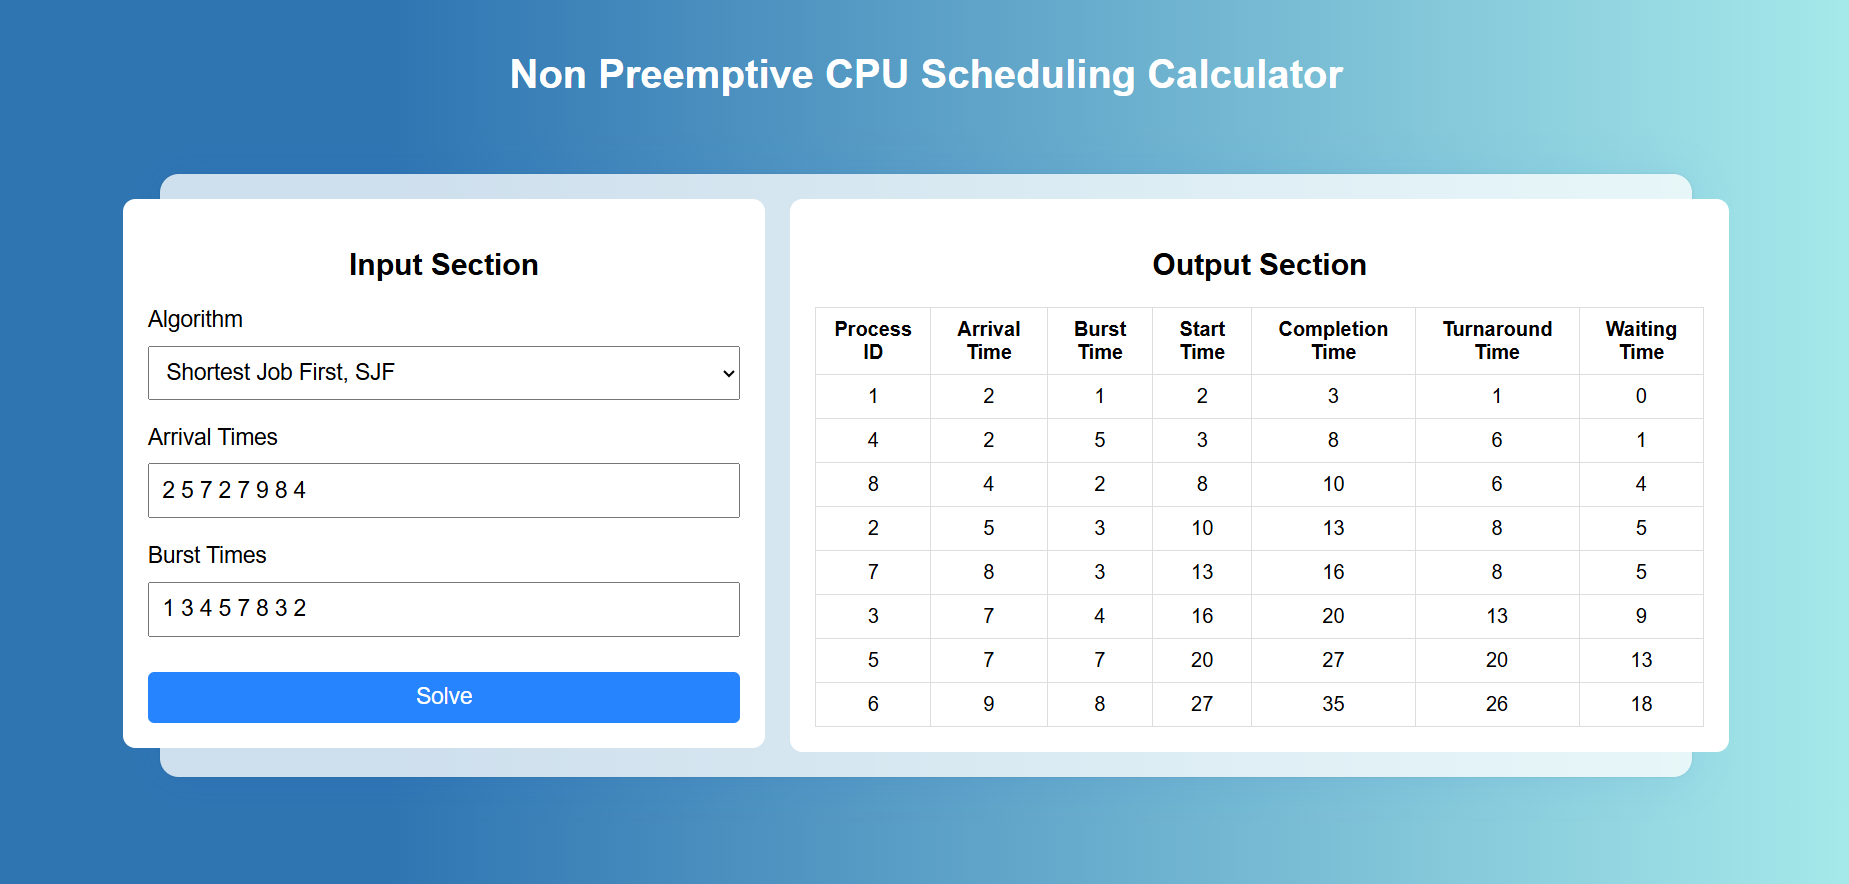 Non Preemptive CPU Scheduling Calculator
Input Section
Algorithm
Shortest Job First, SJF
Arrival Times
2 5 7 2 7 9 8 4
Burst Times
1 3 4 5 7 8 3 2
Solve
Output Section
Process ID Arrival Time Burst Time Start Time Completion Time Turnaround Time Waiting Time
1 2 1 2 3 1 0
4 2 5 3 8 6 1
8 4 2 8 10 6 4
2 5 3 10 13 8 5
7 8 3 13 16 8 5
3 7 4 16 20 13 9
5 7 7 20 27 20 13
6 9 8 27 35 26 18